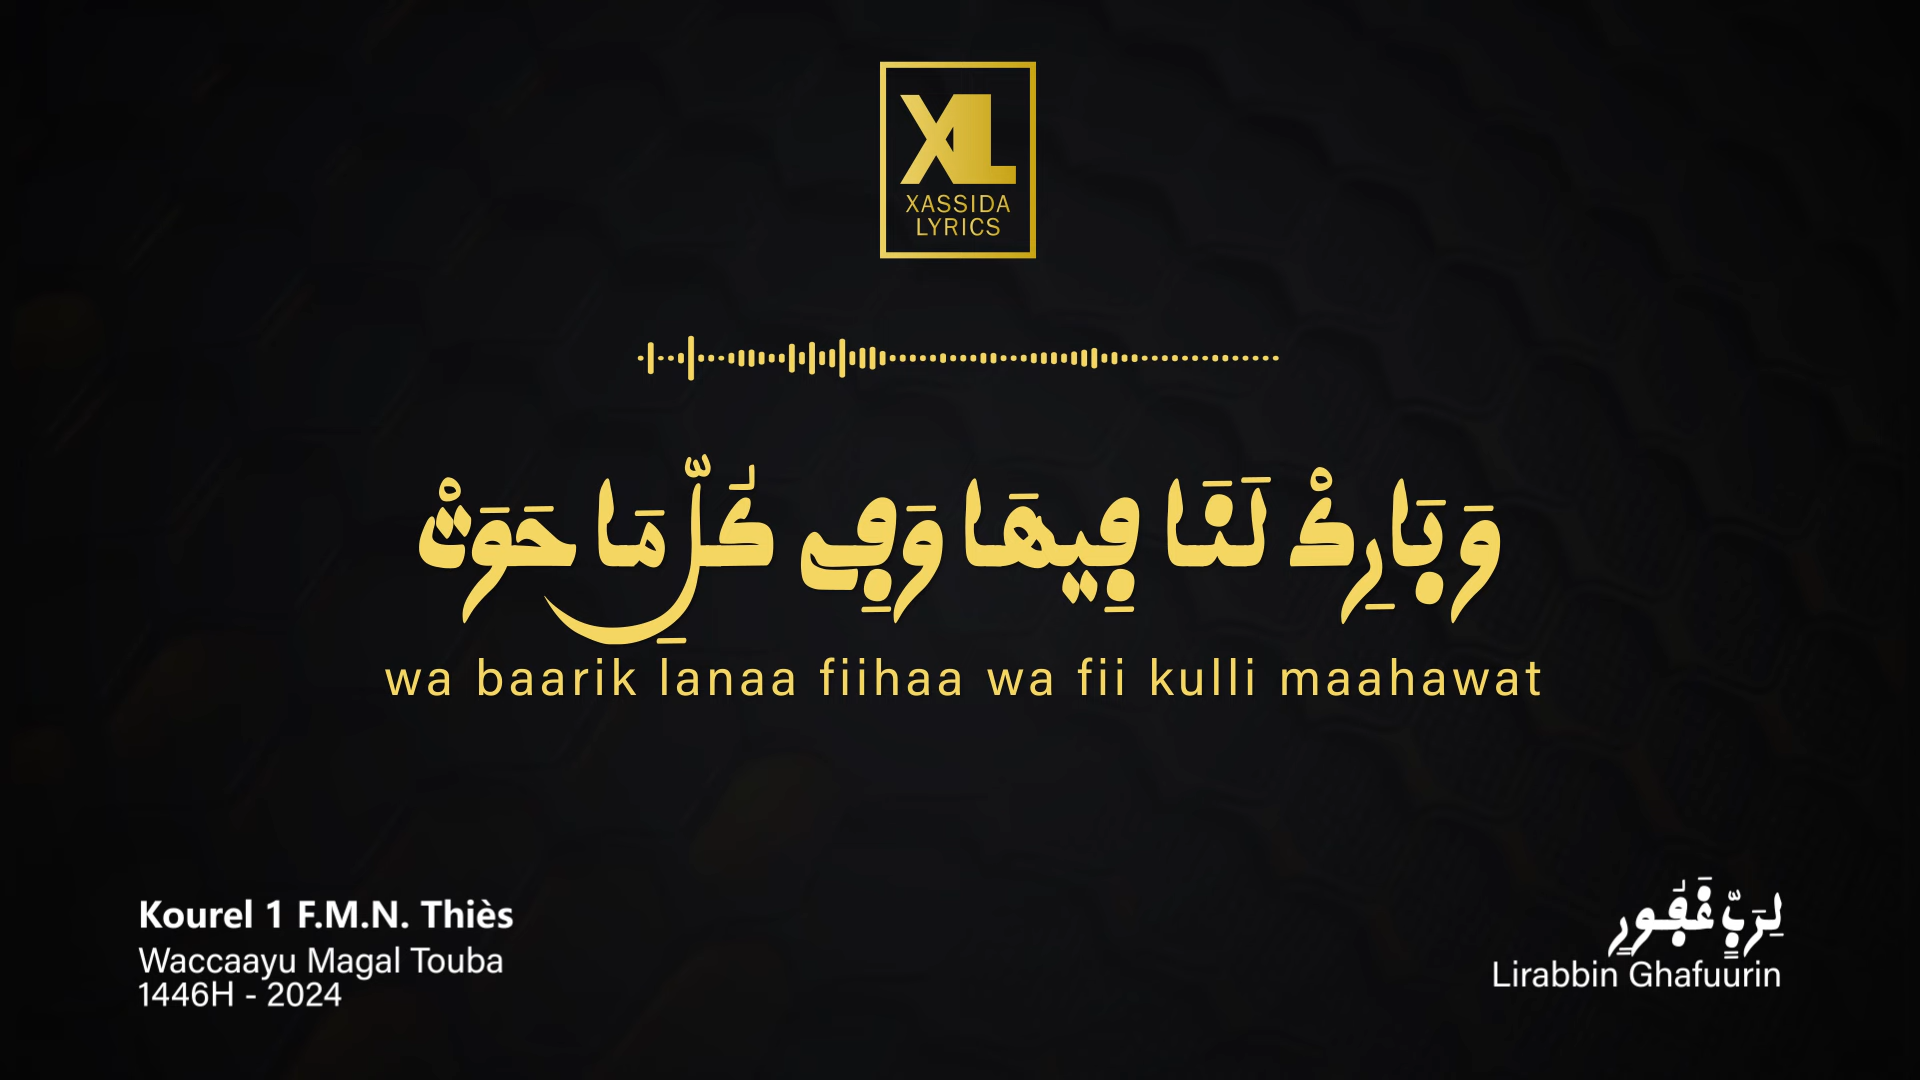 XL
XASSIDA
LYRICS
وَبَارِكْ لَنَا فِيهَا وَفِي كُلِّ مَا حَوَتْ
wa baarik lanaa fiihaa wa fii kulli maahawat
Kourel 1 F.M.N. Thiès
Waccaayu Magal Touba
1446H - 2024
لِرَبٍّ غَفُورٍ
Lirabbin Ghafuurin